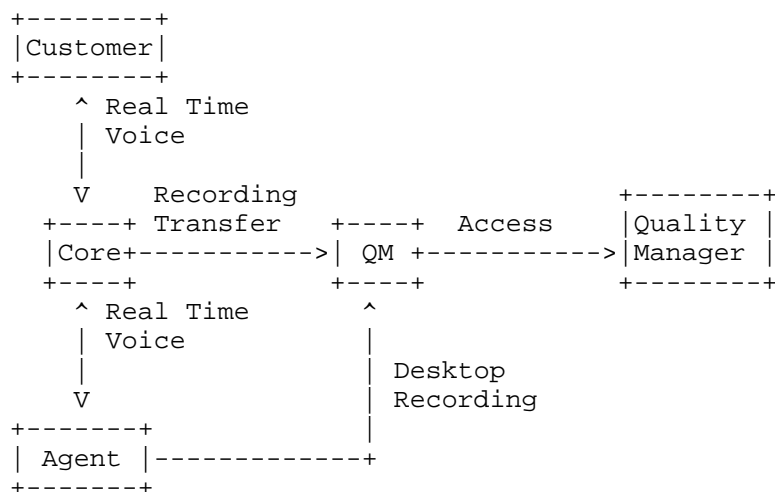 Customer
Real Time
Voice
Recording
Transfer
Access
Quality
Manager
Core
QM
Real Time
Voice
Desktop
Recording
Agent